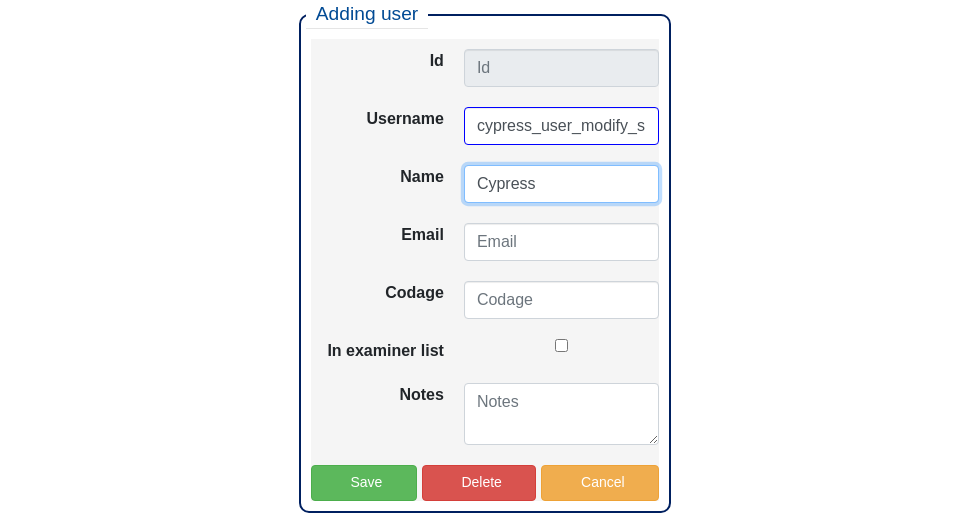 Adding user
Id Id
Username cypress_user_modify_s
Name Cypress
Email Email
Codage Codage
In examiner list
Notes Notes
Save Delete Cancel